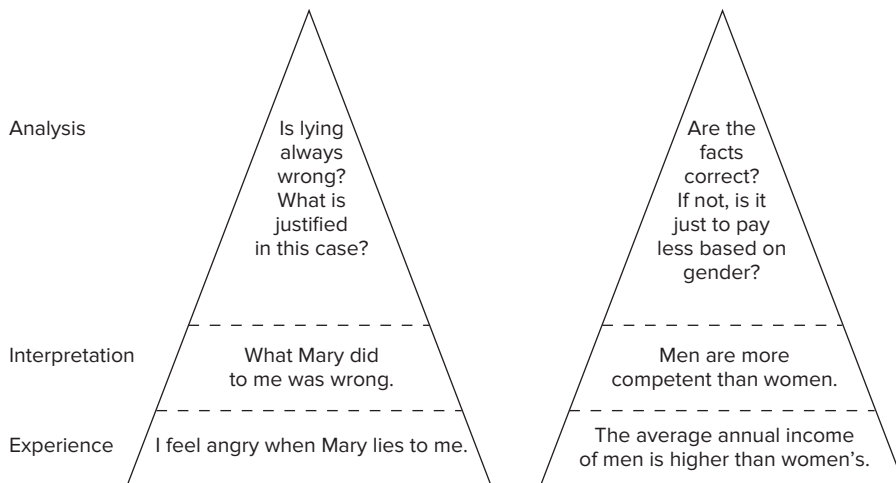 Analysis
Is lying
always
wrong?
What is
justified
in this case?
Are the
facts
correct?
If not, is it
just to pay
less based on
gender?
Interpretation
What Mary did
to me was wrong.
Men are more
competent than women.
Experience
I feel angry when Mary lies to me.
The average annual income
of men is higher than women’s.